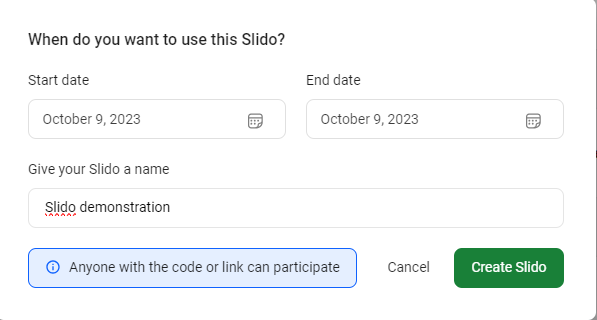 When do you want to use this Slido?
Start date
End date
October 9, 2023
October 9, 2023
Give your Slido a name
Slido demonstration
Anyone with the code or link can participate
Cancel
Create Slido